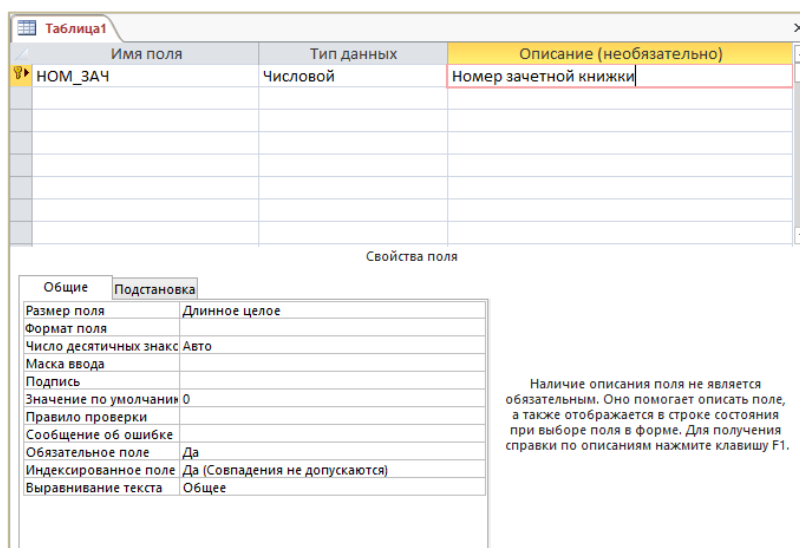 Таблица1
Имя поля Тип данных Описание (необязательно)
НОМ_ЗАЧ Числовой Номер зачетной книжки
Свойства поля
Общие Подстановка
Размер поля Длинное целое
Формат поля
Число десятичных знакс Авто
Маска ввода
Подпись
Значение по умолчани 0
Правило проверки
Сообщение об ошибке
Обязательное поле Да
Индексированное поле Да (Совпадения не допускаются)
Выравнивание текста Общее
Наличие описания поля не является
обязательным. Оно помогает описать поле,
а также отображается в строке состояния
при выборе поля в форме. Для получения
справки по описаниям нажмите клавишу F1.